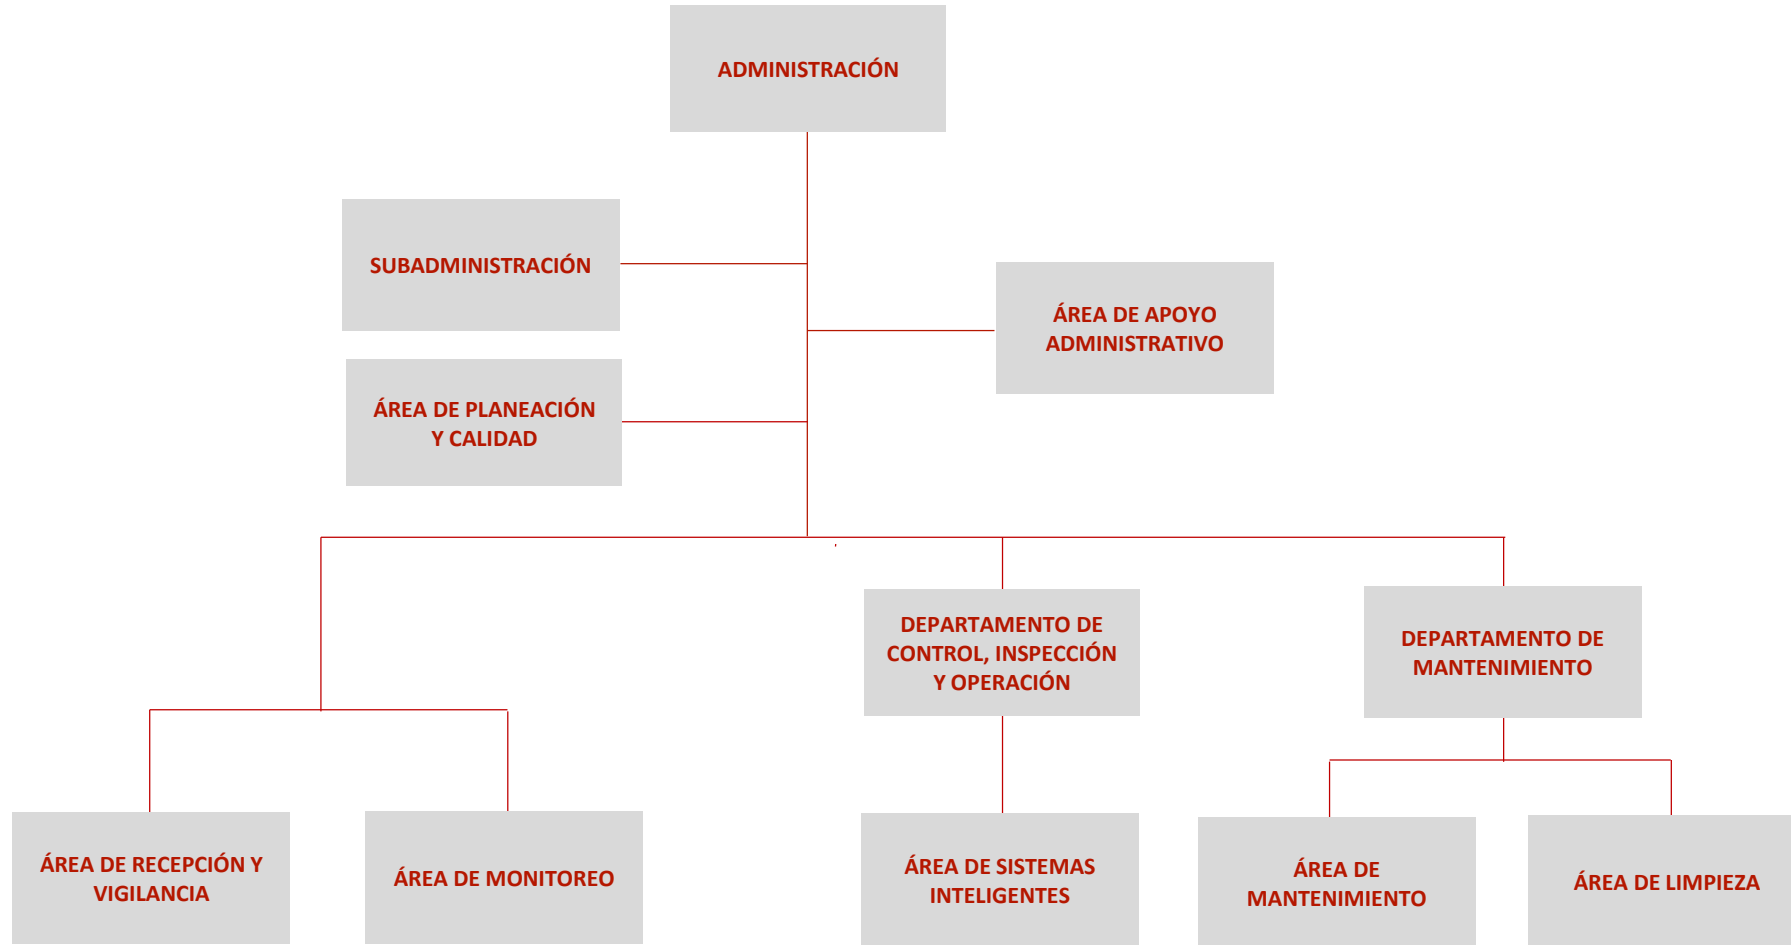 ADMINISTRACIÓN
SUBADMINISTRACIÓN
ÁREA DE APOYO
ADMINISTRATIVO
ÁREA DE PLANEACIÓN
Y CALIDAD
DEPARTAMENTO DE
CONTROL, INSPECCIÓN
Y OPERACIÓN
DEPARTAMENTO DE
MANTENIMIENTO
ÁREA DE RECEPCIÓN Y
VIGILANCIA
ÁREA DE MONITOREO
ÁREA DE SISTEMAS
INTELIGENTES
ÁREA DE
MANTENIMIENTO
ÁREA DE LIMPIEZA